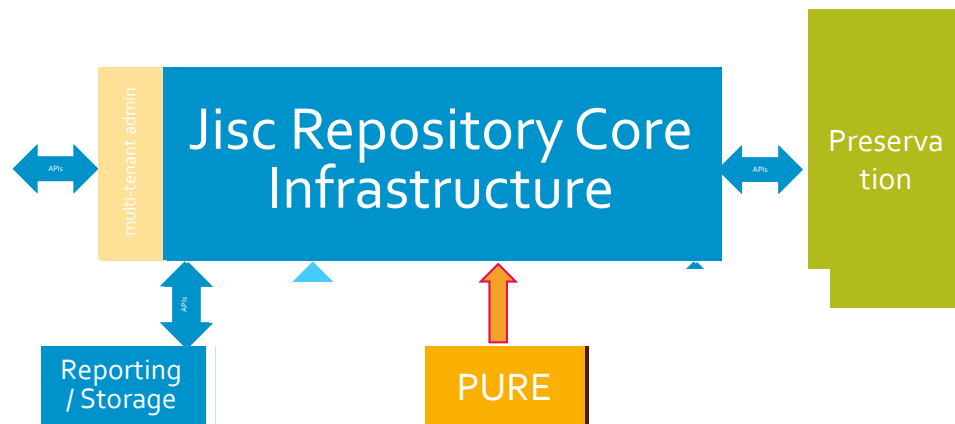 multi-tenant admin
Jisc Repository Core
Infrastructure
APIs
APIs
Preserva
tion
APIs
Reporting
/ Storage
PURE